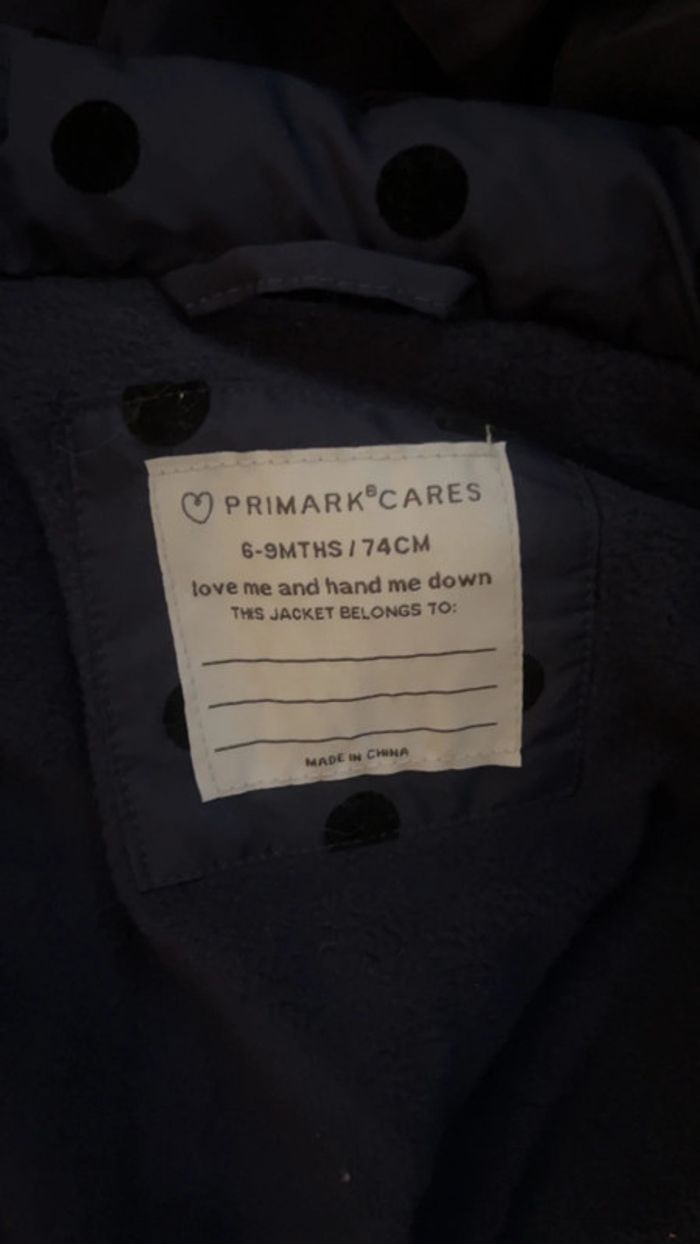 PRIMARK®CARES
6-9MTHS / 74CM
love me and hand me down
THIS JACKET BELONGS TO:
MADE IN CHINA